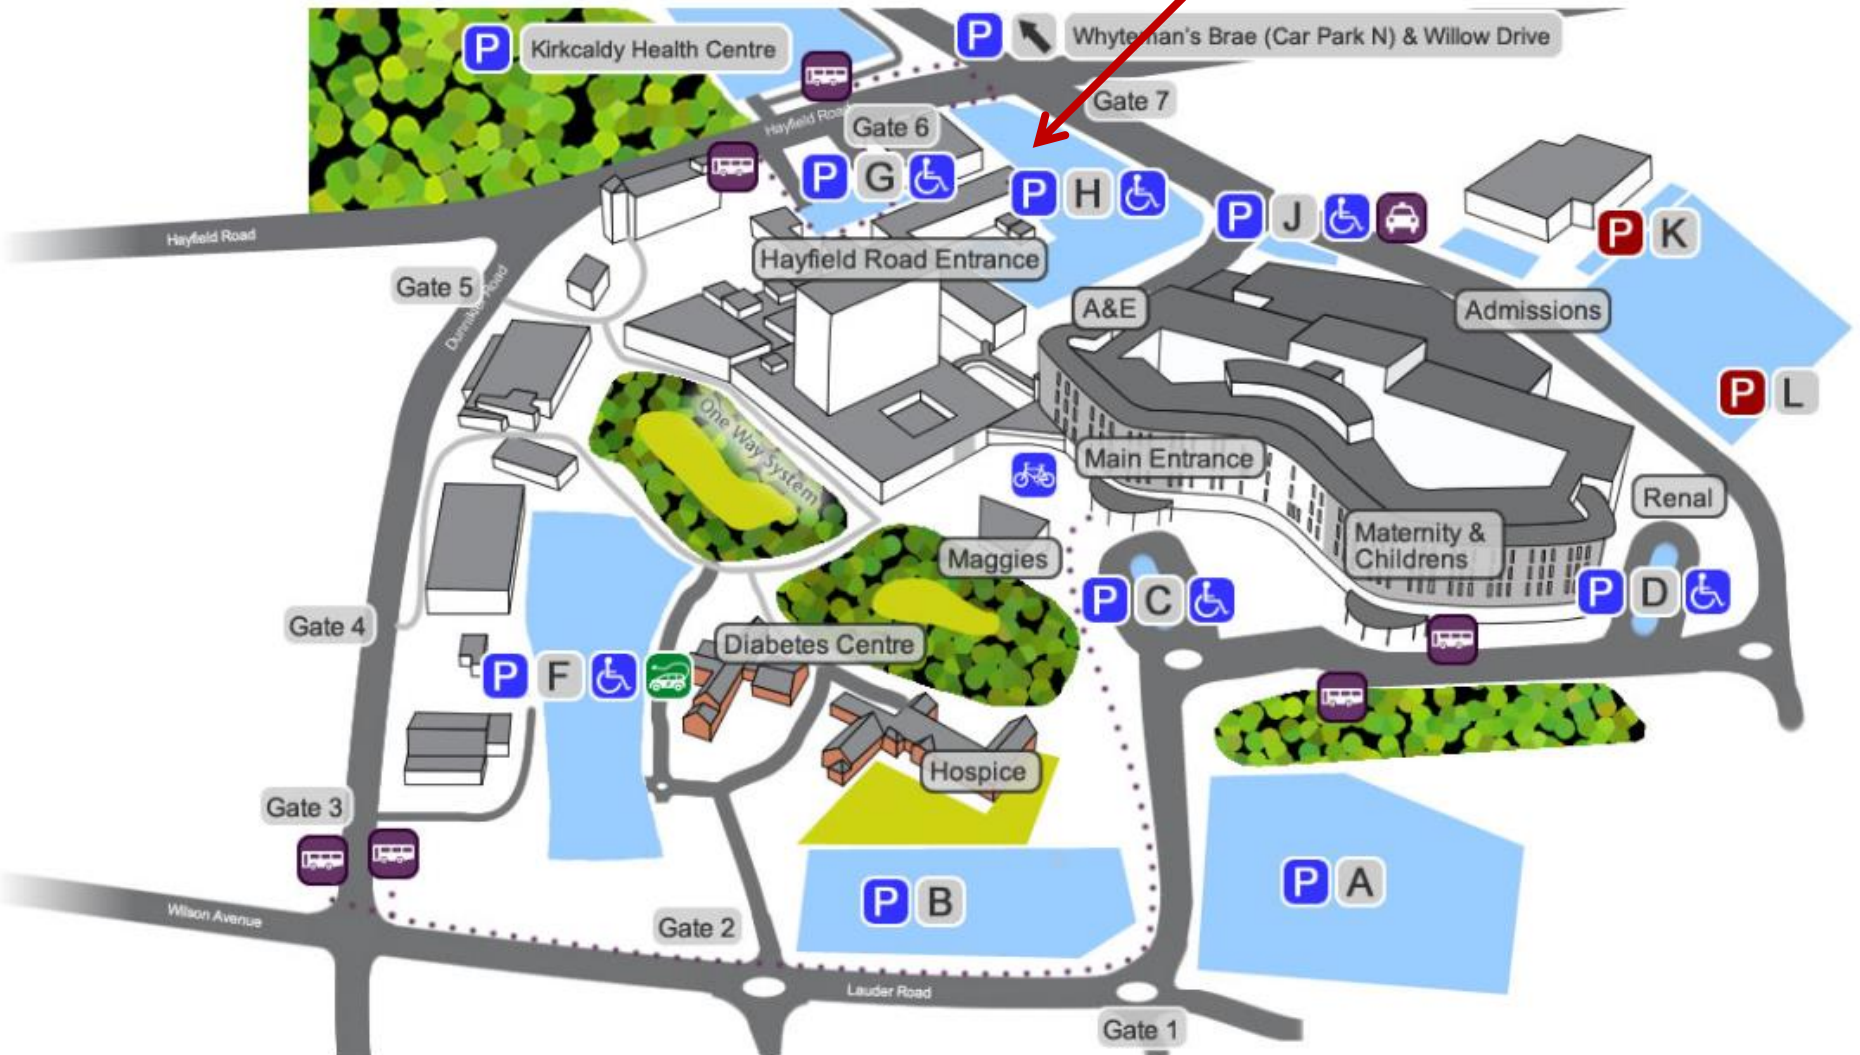 P Kirkcaldy Health Centre
P Whyteman's Brae (Car Park N) & Willow Drive
Gate 7
Hayfield Road
Gate 6
P G
P H
P J
P K
Hayfield Road
Hayfield Road Entrance
Gate 5
Dunnikier Road
A&E
Admissions
P L
One Way System
Main Entrance
Renal
Maternity &
Childrens
Maggies
P C
P D
Gate 4
Diabetes Centre
P F
Hospice
Gate 3
P A
P B
Wilson Avenue
Gate 2
Lauder Road
Gate 1